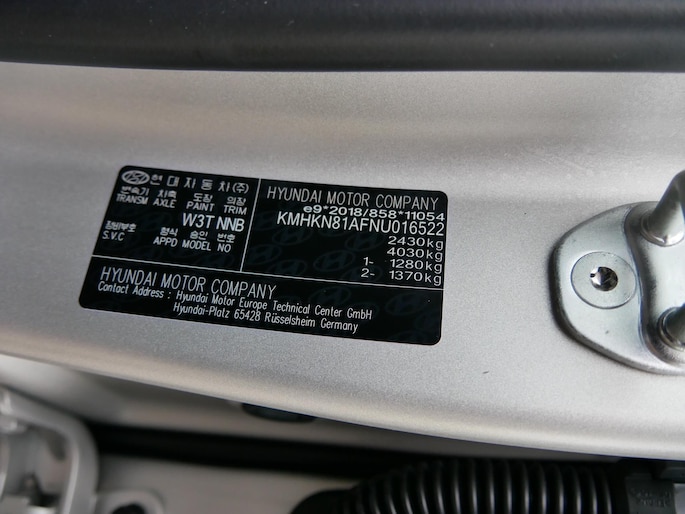 현대자동차(주)
변속기 차축 도장 의장
TRANSM AXLE PAINT TRIM
W3T NNB
장비부호 형식 승인 번호
S.V.C APPD MODEL NO
HYUNDAI MOTOR COMPANY
e9*2018/858*11054
KMHKN81AFNU016522
2430kg
4030kg
1- 1280kg
2- 1370kg
HYUNDAI MOTOR COMPANY
Contact Address : Hyundai Motor Europe Technical Center GmbH
Hyundai-Platz 65428 Rüsselsheim Germany